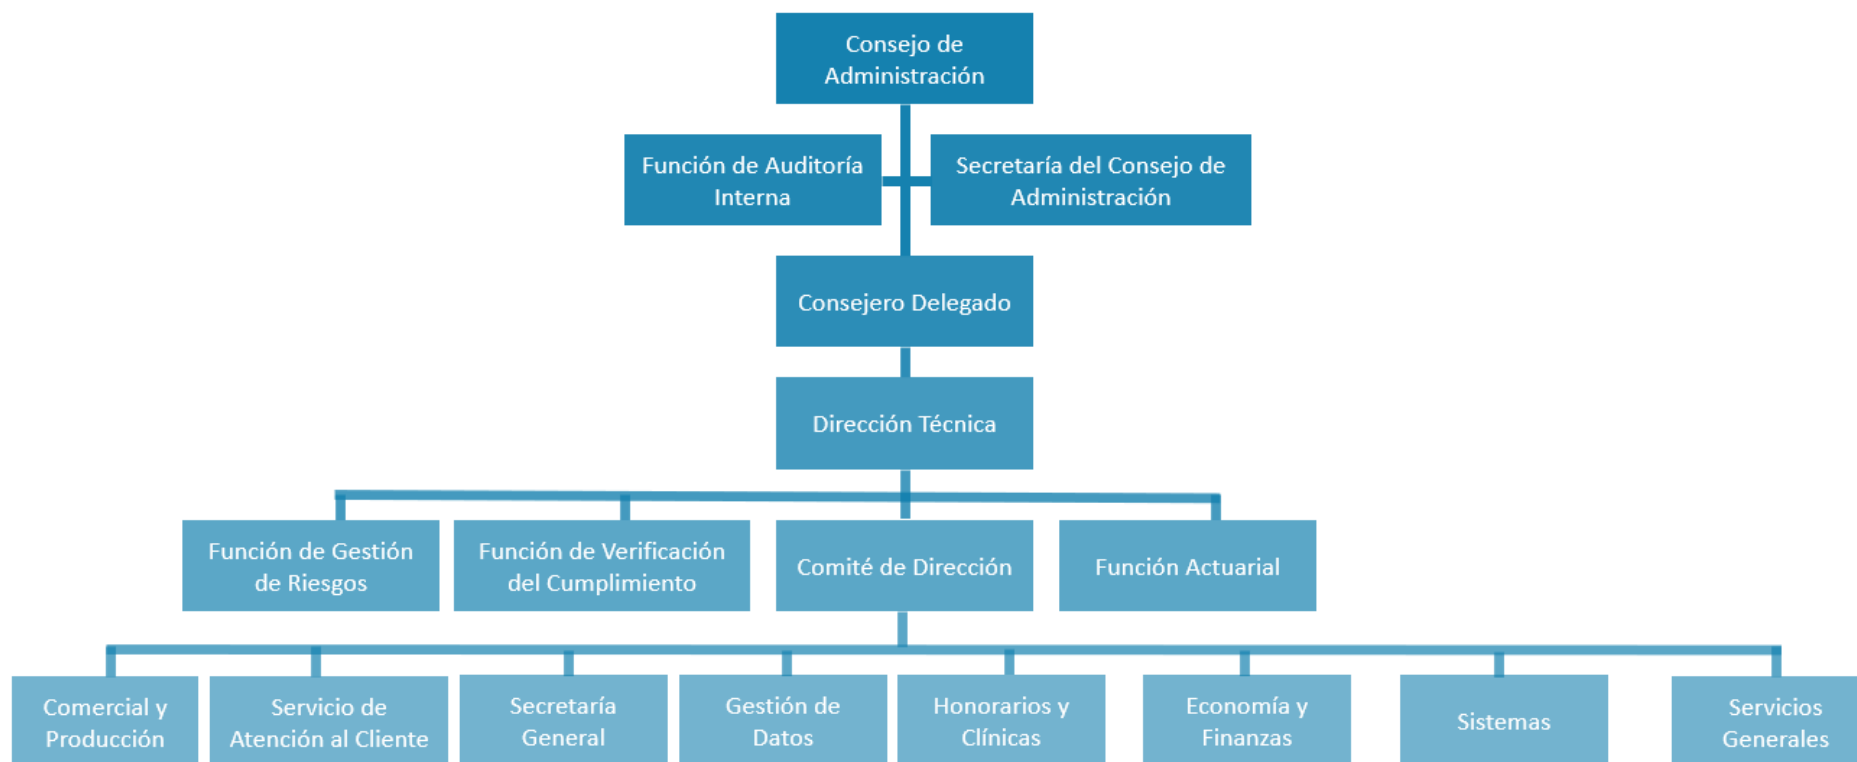 Consejo de
Administración
Función de Auditoría
Interna
Secretaría del Consejo de
Administración
Consejero Delegado
Dirección Técnica
Función de Gestión
de Riesgos
Función de Verificación
del Cumplimiento
Comité de Dirección
Función Actuarial
Comercial y
Producción
Servicio de
Atención al Cliente
Secretaría
General
Gestión de
Datos
Honorarios y
Clínicas
Economía y
Finanzas
Sistemas
Servicios
Generales